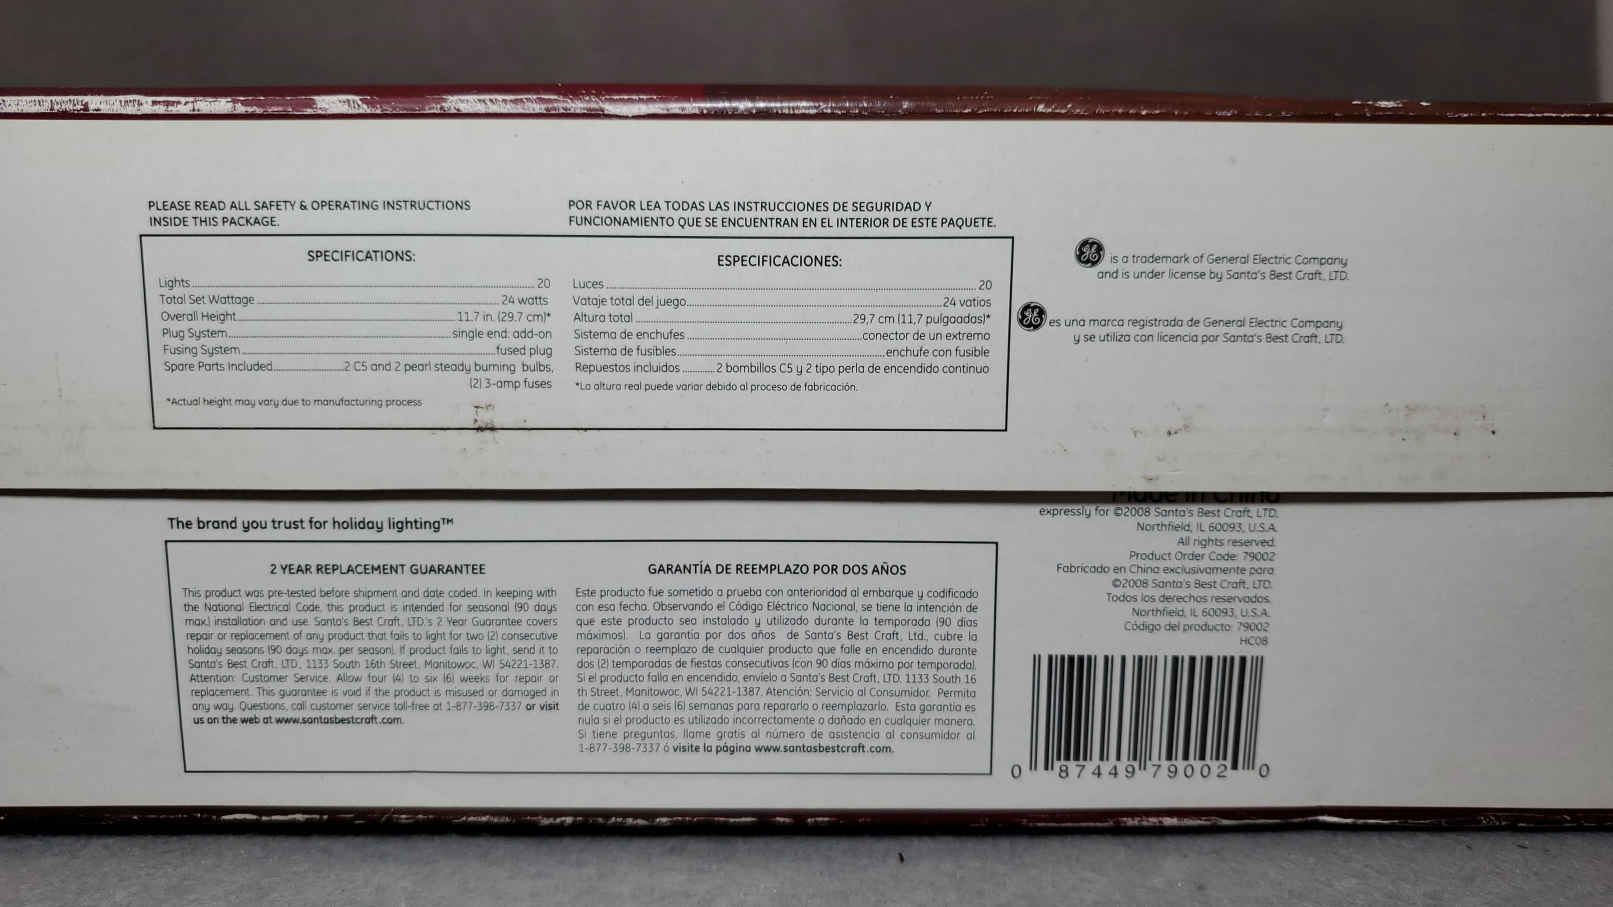 PLEASE READ ALL SAFETY & OPERATING INSTRUCTIONS
INSIDE THIS PACKAGE.
SPECIFICATIONS:
Lights 20
Total Set Wattage 24 watts
Overall Height 11.7 in. (29.7 cm)*
Plug System single end: add-on
Fusing System fused plug
Spare Parts Included 2 C5 and 2 pearl steady burning bulbs,
(2) 3-amp fuses
*Actual height may vary due to manufacturing process
POR FAVOR LEA TODAS LAS INSTRUCCIONES DE SEGURIDAD Y
FUNCIONAMIENTO QUE SE ENCUENTRAN EN EL INTERIOR DE ESTE PAQUETE.
ESPECIFICACIONES:
Luces 20
Vataje total del juego 24 vatios
Altura total 29,7 cm (11,7 pulgaadas)*
Sistema de enchufes conector de un extremo
Sistema de fusibles enchufe con fusible
Repuestos incluidos 2 bombillos C5 y 2 tipo perla de encendido continuo
*La altura real puede variar debido al proceso de fabricación.
GE is a trademark of General Electric Company
and is under license by Santa's Best Craft, LTD.
GE es una marca registrada de General Electric Company
y se utiliza con licencia por Santa's Best Craft, LTD.
The brand you trust for holiday lighting™
2 YEAR REPLACEMENT GUARANTEE
This product was pre-tested before shipment and date coded. In keeping with
the National Electrical Code, this product is intended for seasonal (90 days
max.) installation and use. Santa's Best Craft, LTD.'s 2 Year Guarantee covers
repair or replacement of any product that fails to light for two (2) consecutive
holiday seasons (90 days max. per season). If product fails to light, send it to
Santa's Best Craft. LTD., 1133 South 16th Street, Manitowoc, WI 54221-1387.
Attention: Customer Service. Allow four (4) to six (6) weeks for repair or
replacement. This guarantee is void if the product is misused or damaged in
any way. Questions, call customer service toll-free at 1-877-398-7337 or visit
us on the web at www.santasbestcraft.com.
GARANTÍA DE REEMPLAZO POR DOS AÑOS
Este producto fue sometido a prueba con anterioridad al embarque y codificado
con esa fecha. Observando el Código Eléctrico Nacional, se tiene la intención de
que este producto sea instalado y utilizado durante la temporada (90 días
máximos). La garantía por dos años de Santa's Best Craft, Ltd., cubre la
reparación o reemplazo de cualquier producto que falle en encendido durante
dos (2) temporadas de fiestas consecutivas (con 90 días máximo por temporada).
Si el producto falla en encendido, envíelo a Santa's Best Craft, LTD. 1133 South 16
th Street, Manitowoc, WI 54221-1387, Atención: Servicio al Consumidor. Permita
de cuatro (4) a seis (6) semanas para repararlo o reemplazarlo. Esta garantía es
nula si el producto es utilizado incorrectamente o dañado en cualquier manera.
Si tiene preguntas, llame gratis al número de asistencia al consumidor al
1-877-398-7337 ó visite la página www.santasbestcraft.com.
Made in China
expressly for ©2008 Santa's Best Craft, LTD.
Northfield, IL 60093, U.S.A.
All rights reserved.
Product Order Code: 79002
Fabricado en China exclusivamente para
©2008 Santa's Best Craft, LTD.
Todos los derechos reservados.
Northfield, IL 60093, U.S.A.
Código del producto: 79002
HC08
0 87449 79002 0